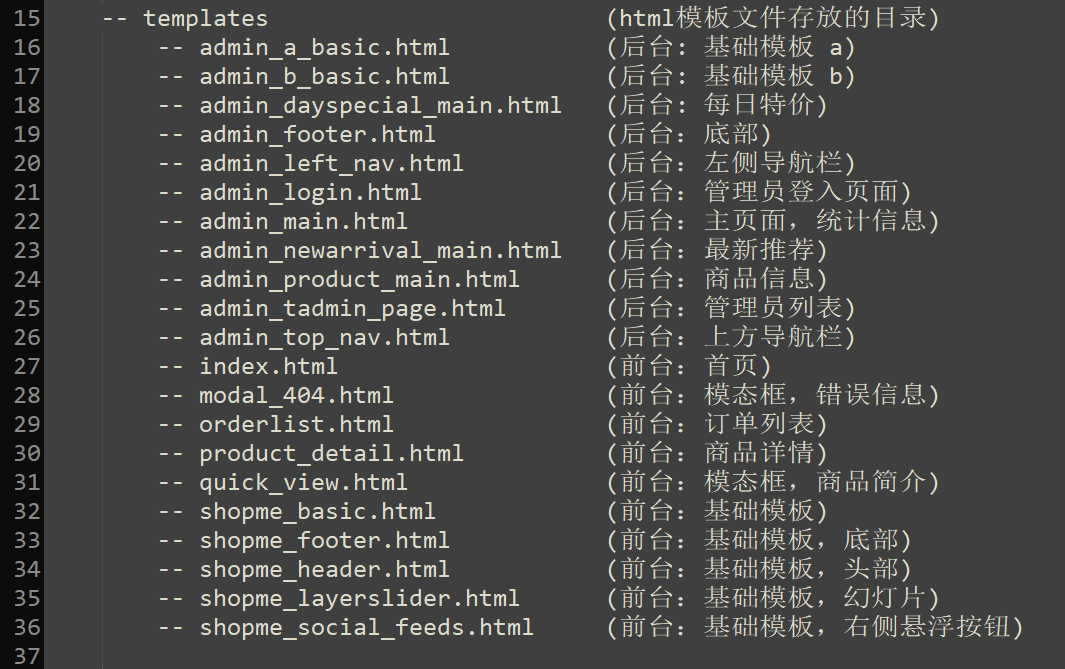 15 -- templates (html模板文件存放的目录)
16 -- admin_a_basic.html (后台: 基础模板 a)
17 -- admin_b_basic.html (后台: 基础模板 b)
18 -- admin_dayspecial_main.html (后台: 每日特价)
19 -- admin_footer.html (后台: 底部)
20 -- admin_left_nav.html (后台: 左侧导航栏)
21 -- admin_login.html (后台: 管理员登入页面)
22 -- admin_main.html (后台: 主页面, 统计信息)
23 -- admin_newarrival_main.html (后台: 最新推荐)
24 -- admin_product_main.html (后台: 商品信息)
25 -- admin_tadmin_page.html (后台: 管理员列表)
26 -- admin_top_nav.html (后台: 上方导航栏)
27 -- index.html (前台: 首页)
28 -- modal_404.html (前台: 模态框, 错误信息)
29 -- orderlist.html (前台: 订单列表)
30 -- product_detail.html (前台: 商品详情)
31 -- quick_view.html (前台: 模态框, 商品简介)
32 -- shopme_basic.html (前台: 基础模板)
33 -- shopme_footer.html (前台: 基础模板, 底部)
34 -- shopme_header.html (前台: 基础模板, 头部)
35 -- shopme_layerslider.html (前台: 基础模板, 幻灯片)
36 -- shopme_social_feeds.html (前台: 基础模板, 右侧悬浮按钮)
37